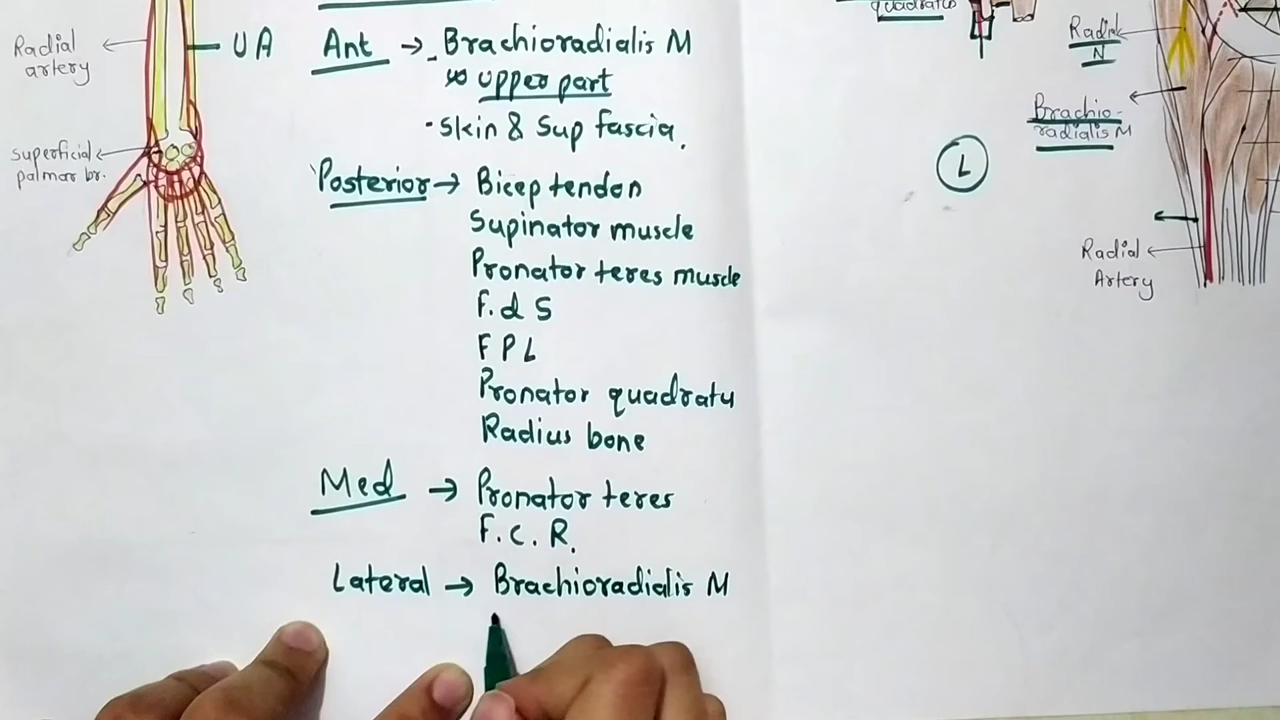 Radial
artery
UA
superficial
palmar br.
Ant → Brachioradialis M
upper part
· Skin & Sup fascia.
Posterior → Bicep tendon
Supinator muscle
Pronator teres muscle
F.d S
F P L
Pronator quadratu
Radius bone
Med → Pronator teres
F. C. R.
Lateral → Brachioradialis M
quadratus
L
Radial
N
Brachio-
radialis M
Radial
Artery